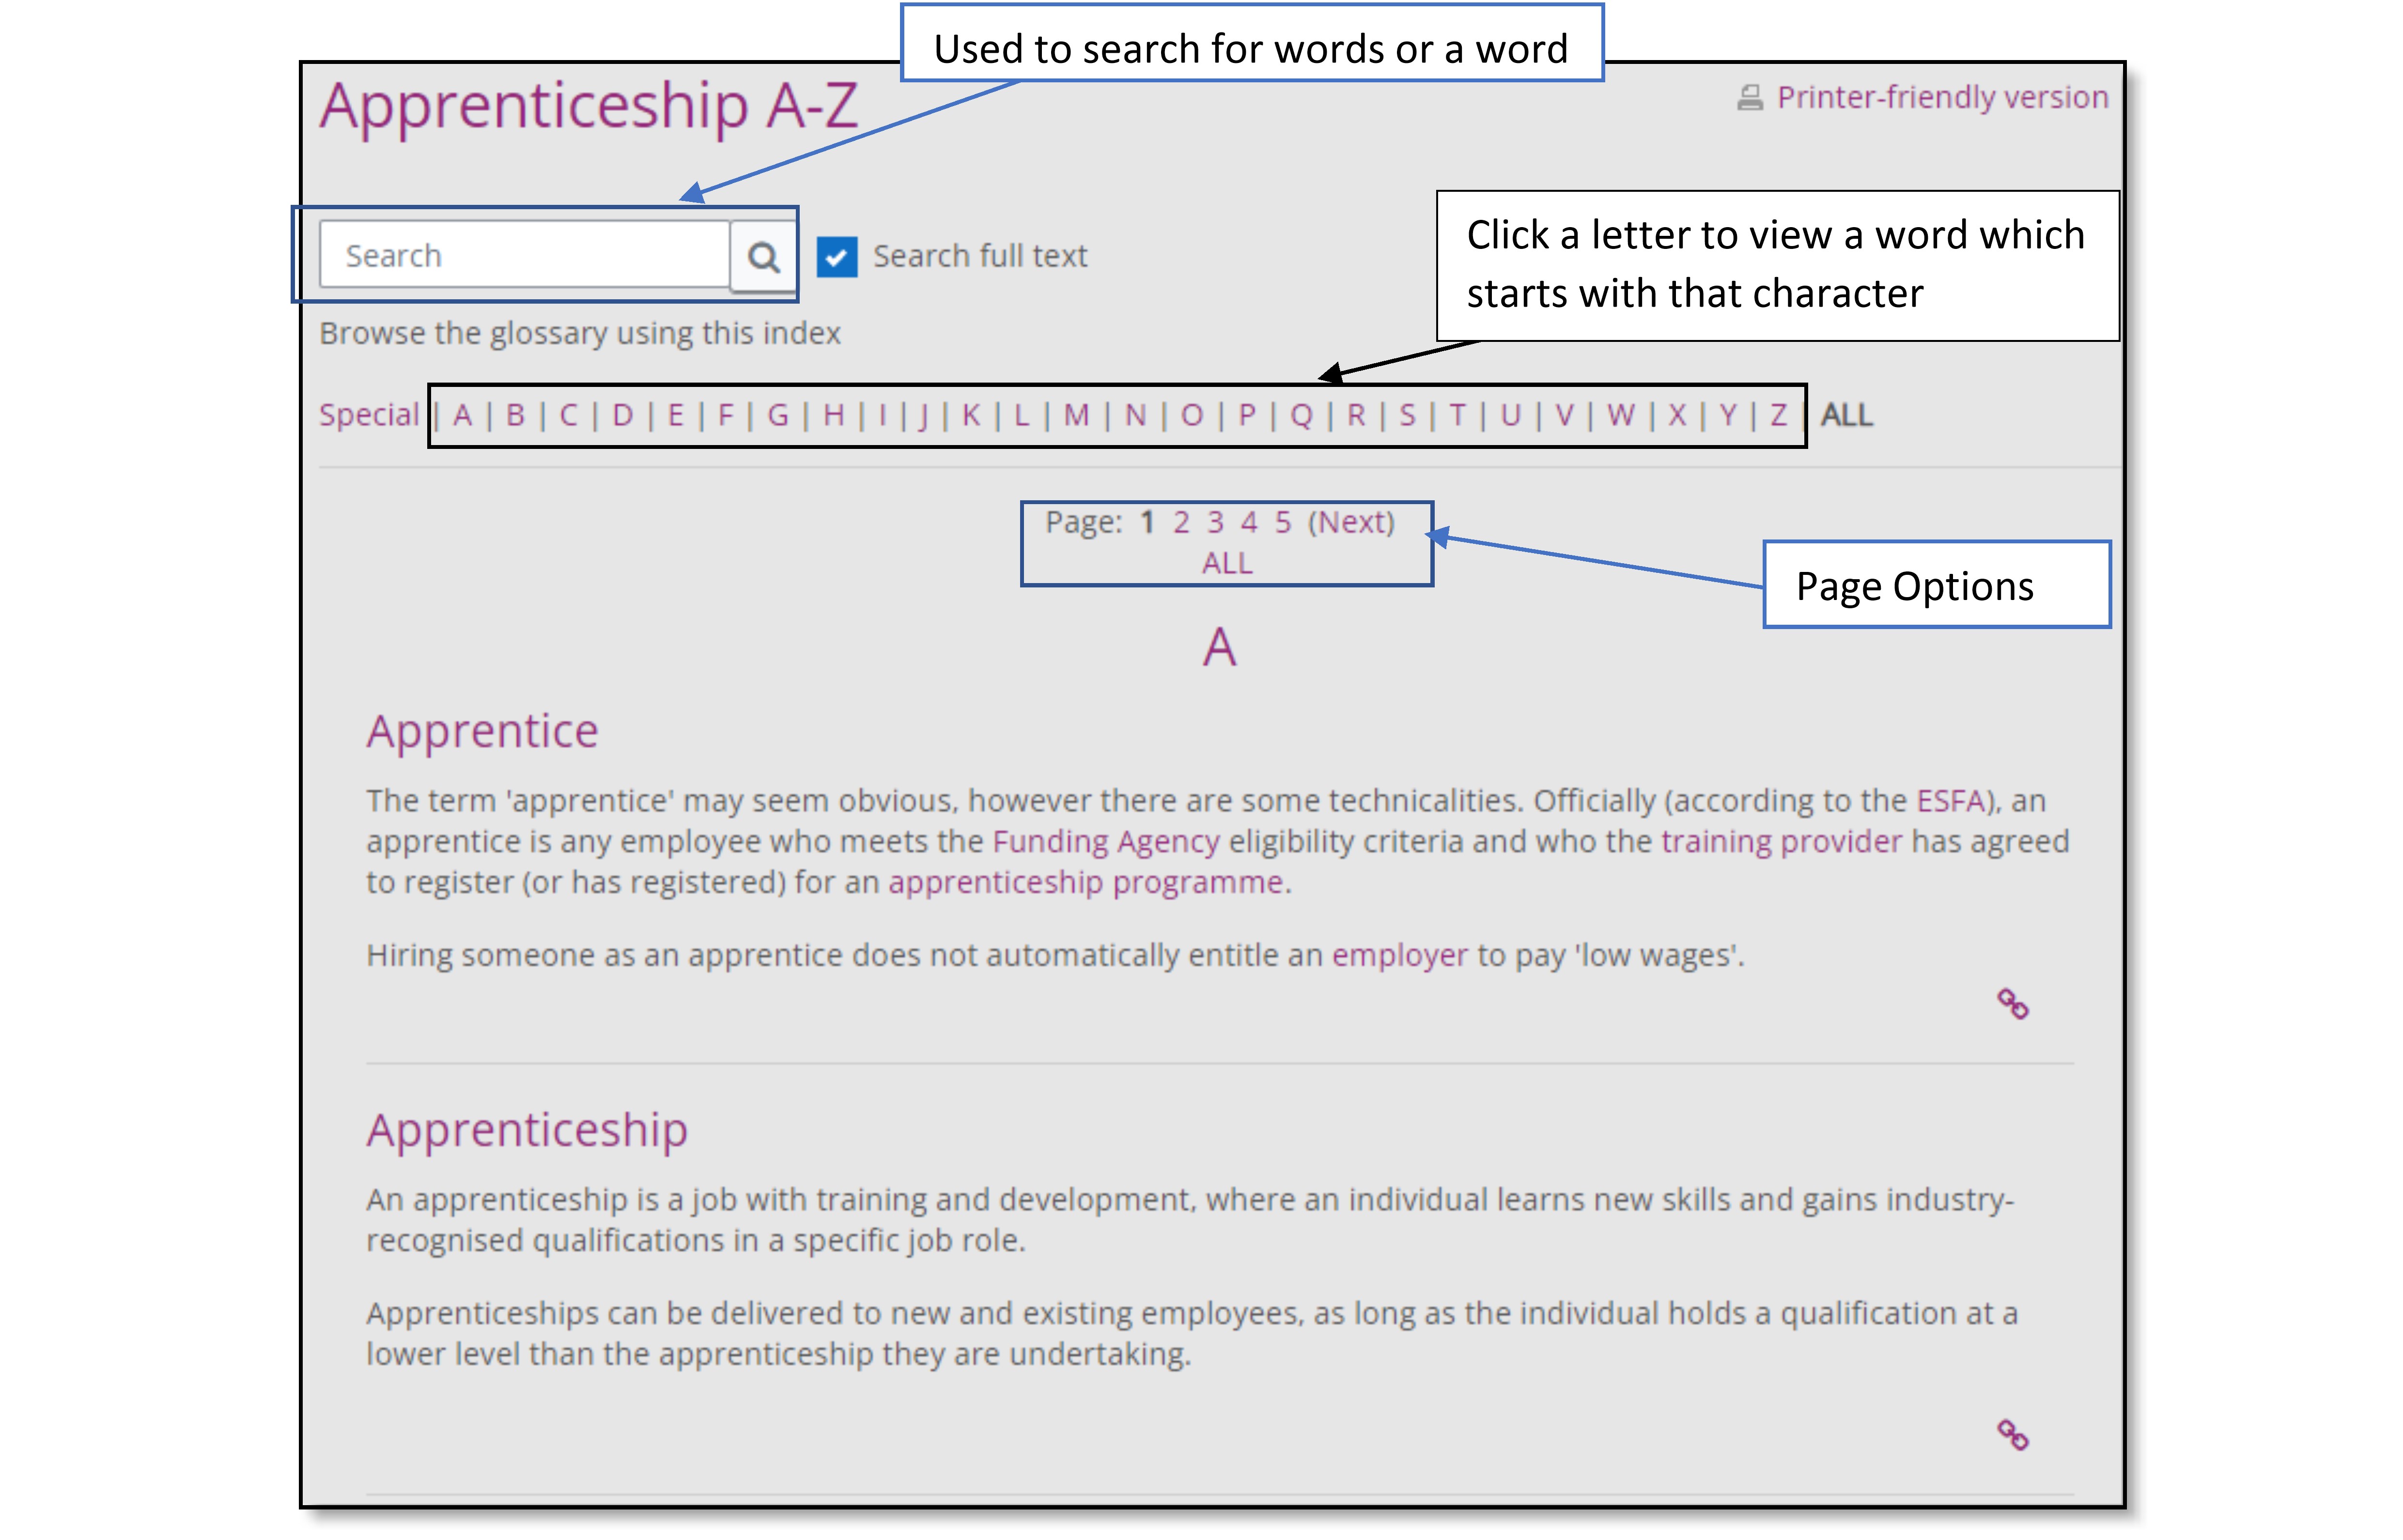 Used to search for words or a word
Apprenticeship A-Z
Printer-friendly version
Search
Search full text
Click a letter to view a word which
starts with that character
Browse the glossary using this index
Special | A | B | C | D | E | F | G | H | I | J | K | L | M | N | O | P | Q | R | S | T | U | V | W | X | Y | Z | ALL
Page: 1 2 3 4 5 (Next)
ALL
Page Options
A
Apprentice
The term 'apprentice' may seem obvious, however there are some technicalities. Officially (according to the ESFA), an
apprentice is any employee who meets the Funding Agency eligibility criteria and who the training provider has agreed
to register (or has registered) for an apprenticeship programme.
Hiring someone as an apprentice does not automatically entitle an employer to pay 'low wages'.
Apprenticeship
An apprenticeship is a job with training and development, where an individual learns new skills and gains industry-
recognised qualifications in a specific job role.
Apprenticeships can be delivered to new and existing employees, as long as the individual holds a qualification at a
lower level than the apprenticeship they are undertaking.